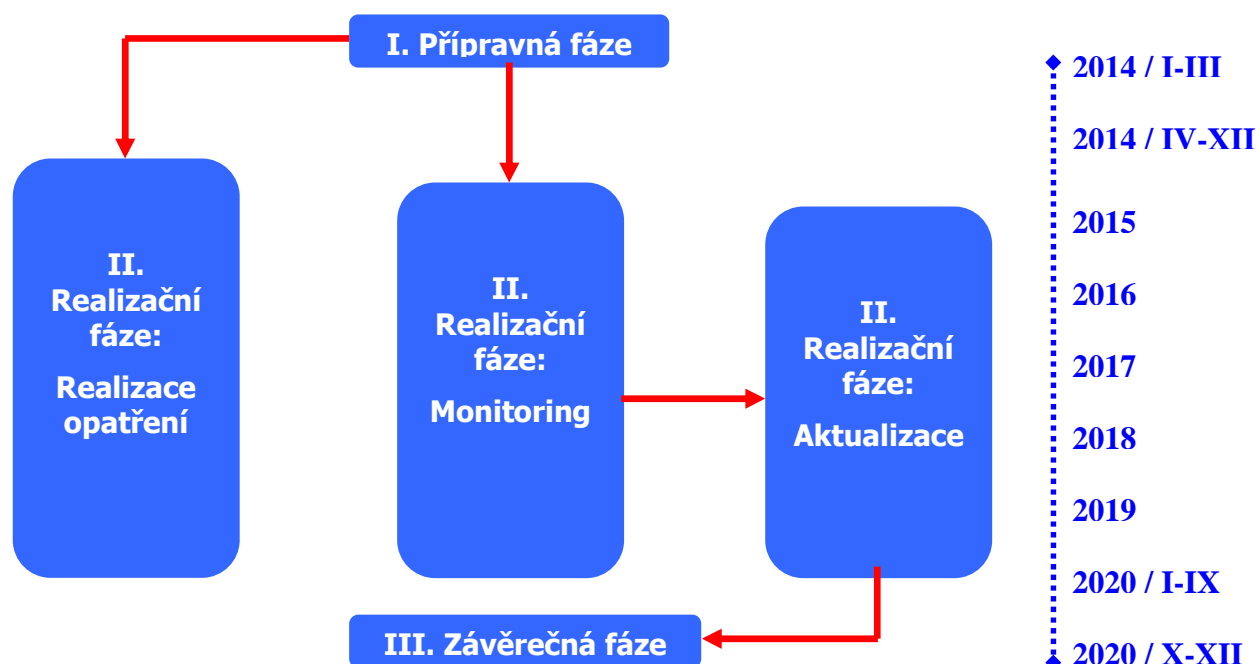 I. Přípravná fáze
II.
Realizační
fáze:
Realizace
opatření
II.
Realizační
fáze:
Monitoring
II.
Realizační
fáze:
Aktualizace
III. Závěrečná fáze
2014 / I-III
2014 / IV-XII
2015
2016
2017
2018
2019
2020 / I-IX
2020 / X-XII